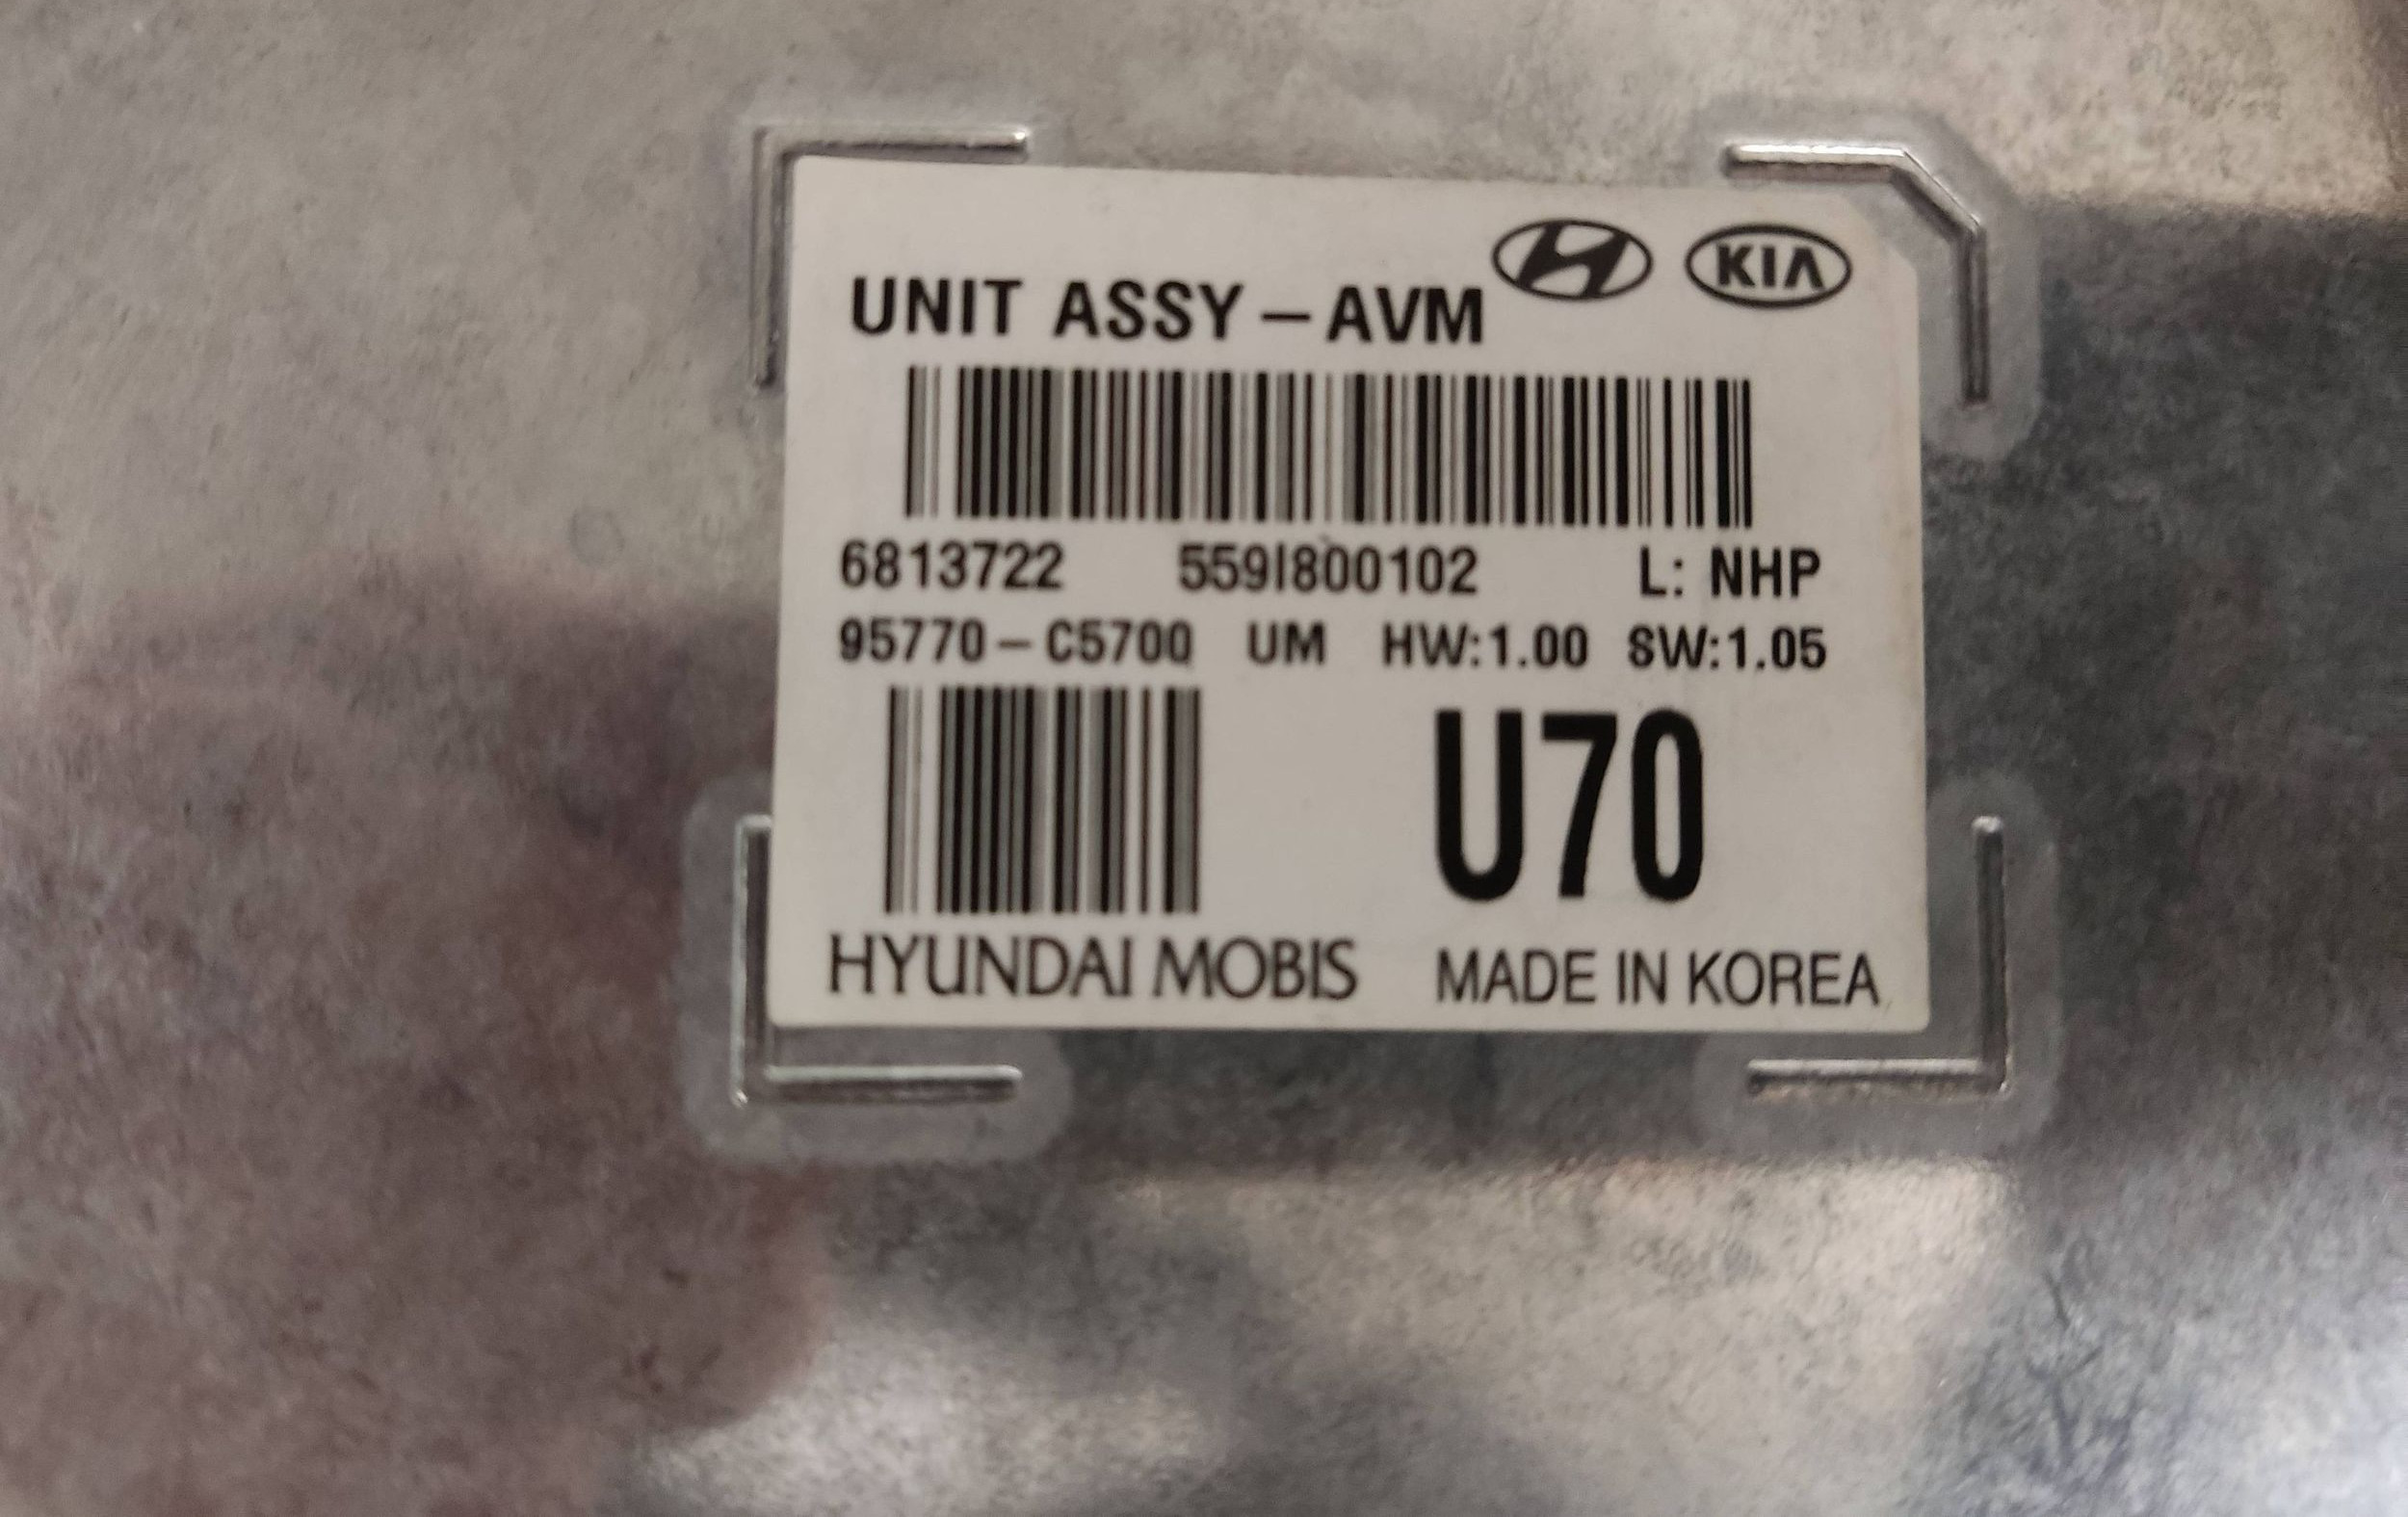 UNIT ASSY – AVM KIA
6813722 559I800102 L: NHP
95770 – C5700 UM HW:1.00 SW:1.05
U70
HYUNDAI MOBIS MADE IN KOREA